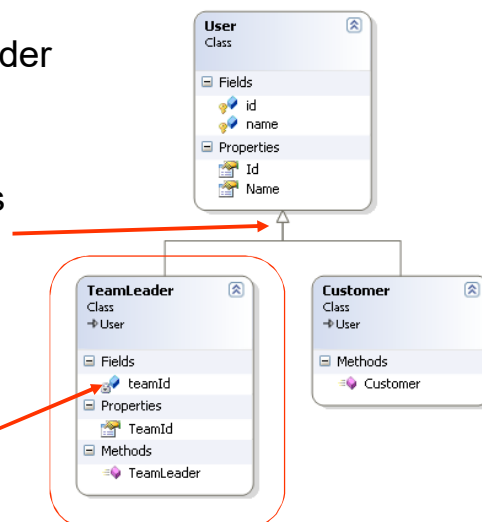 der
s
User
Class
Fields
id
name
Properties
Id
Name
TeamLeader
Class
User
Fields
teamId
Properties
TeamId
Methods
TeamLeader
Customer
Class
User
Methods
Customer